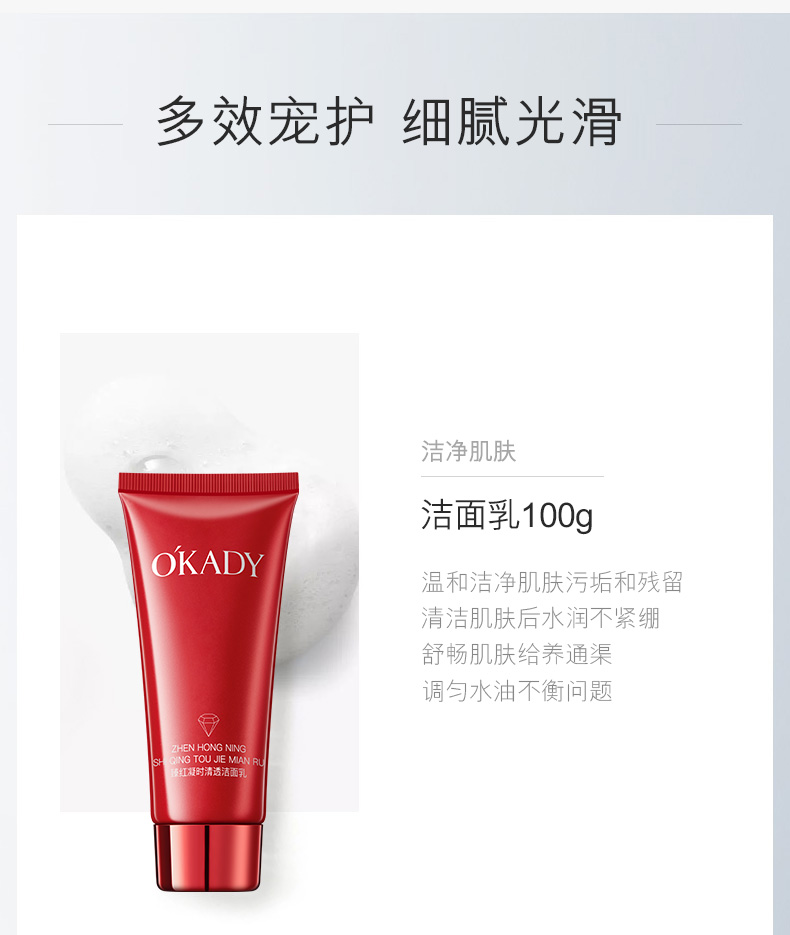 多效宠护 细腻光滑
洁净肌肤
洁面乳100g
温和洁净肌肤污垢和残留
清洁肌肤后水润不紧绷
舒畅肌肤给养通渠
调匀水油不衡问题
O'KADY
ZHEN HONG NING
SHI QING TOU JIE MIAN RU
红凝时清透洁面乳